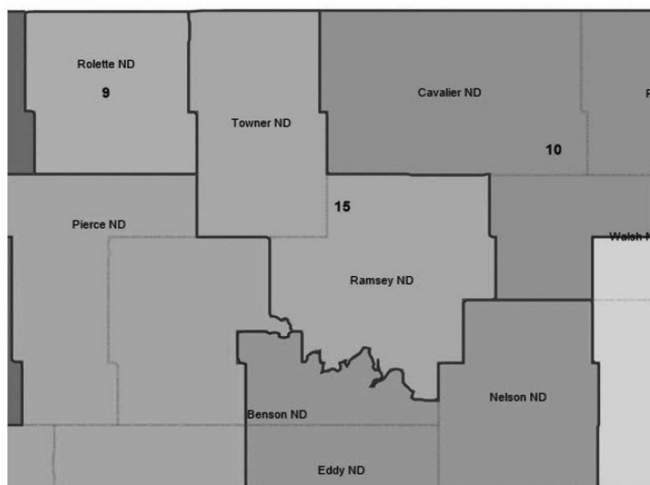 Rolette ND
9
Cavalier ND
Towner ND
10
15
Pierce ND
Ramsey ND
Nelson ND
Benson ND
Eddy ND